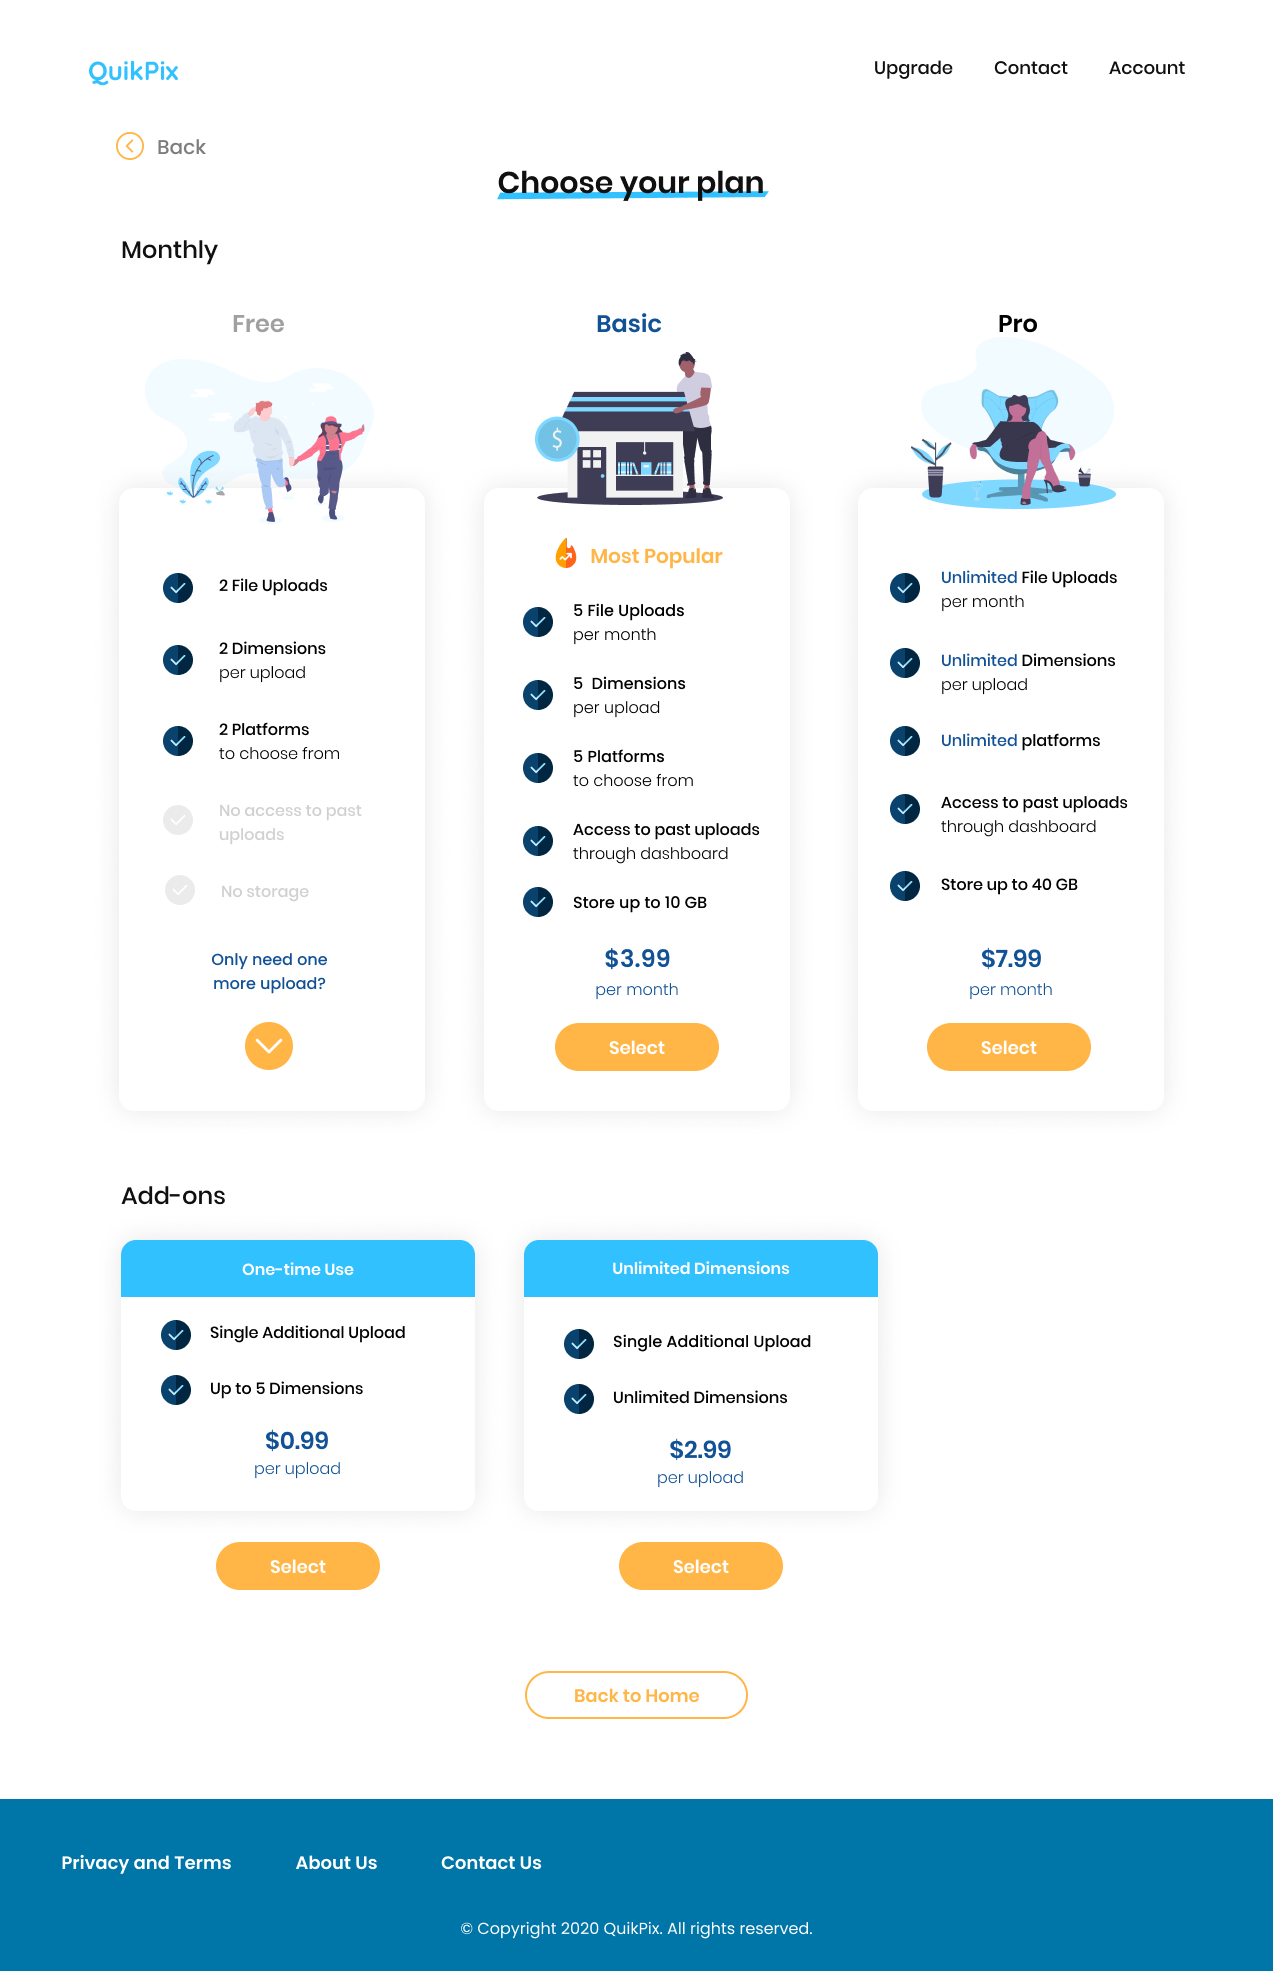 QuikPix
Upgrade
Contact
Account
Back
Choose your plan
Monthly
Free
2 File Uploads
2 Dimensions
per upload
2 Platforms
to choose from
No access to past
uploads
No storage
Only need one
more upload?
Basic
$
Most Popular
5 File Uploads
per month
5 Dimensions
per upload
5 Platforms
to choose from
Access to past uploads
through dashboard
Store up to 10 GB
$3.99
per month
Select
Pro
Unlimited File Uploads
per month
Unlimited Dimensions
per upload
Unlimited platforms
Access to past uploads
through dashboard
Store up to 40 GB
$7.99
per month
Select
Add-ons
One-time Use
Single Additional Upload
Up to 5 Dimensions
$0.99
per upload
Select
Unlimited Dimensions
Single Additional Upload
Unlimited Dimensions
$2.99
per upload
Select
Back to Home
Privacy and Terms
About Us
Contact Us
© Copyright 2020 QuikPix. All rights reserved.